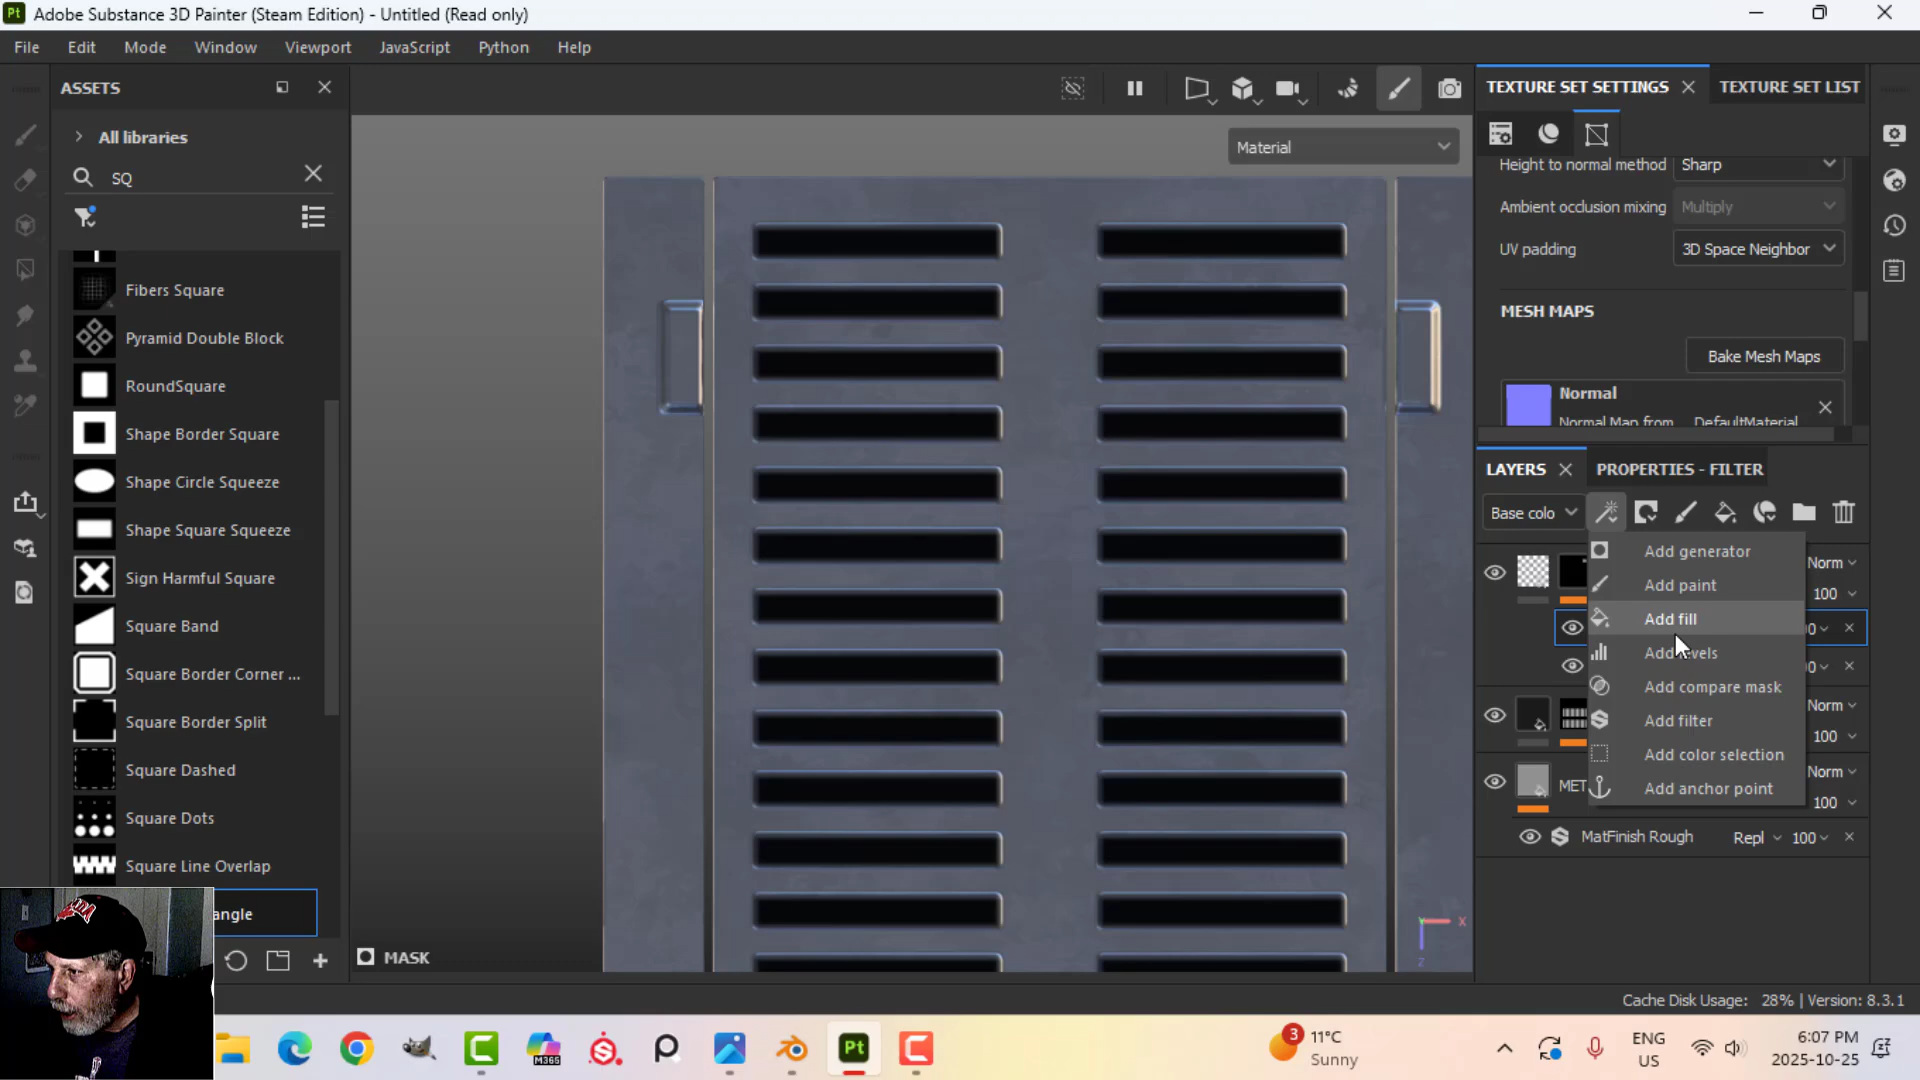 Pt Adobe Substance 3D Painter (Steam Edition) - Untitled (Read only)
File Edit Mode Window Viewport JavaScript Python Help
ASSETS
All libraries
SQ
Fibers Square
Pyramid Double Block
RoundSquare
Shape Border Square
Shape Circle Squeeze
Shape Square Squeeze
Sign Harmful Square
Square Band
Square Border Corner ...
Square Border Split
Square Dashed
Square Dots
Square Line Overlap
angle
Material
MASK
X
Z
TEXTURE SET SETTINGS TEXTURE SET LIST
Height to normal method Sharp
Ambient occlusion mixing Multiply
UV padding 3D Space Neighbor
MESH MAPS
Bake Mesh Maps
Normal
Normal Map from DefaultMaterial
LAYERS PROPERTIES - FILTER
Base colo
Add generator
Add paint
Add fill
Add levels
Add compare mask
Add filter
Add color selection
Add anchor point
Norm
100
Norm
100
MET
Norm
100
MatFinish Rough Repl 100
Cache Disk Usage: 28% | Version: 8.3.1
M365
Pt
3
11°C
Sunny
ENG
US
6:07 PM
2025-10-25